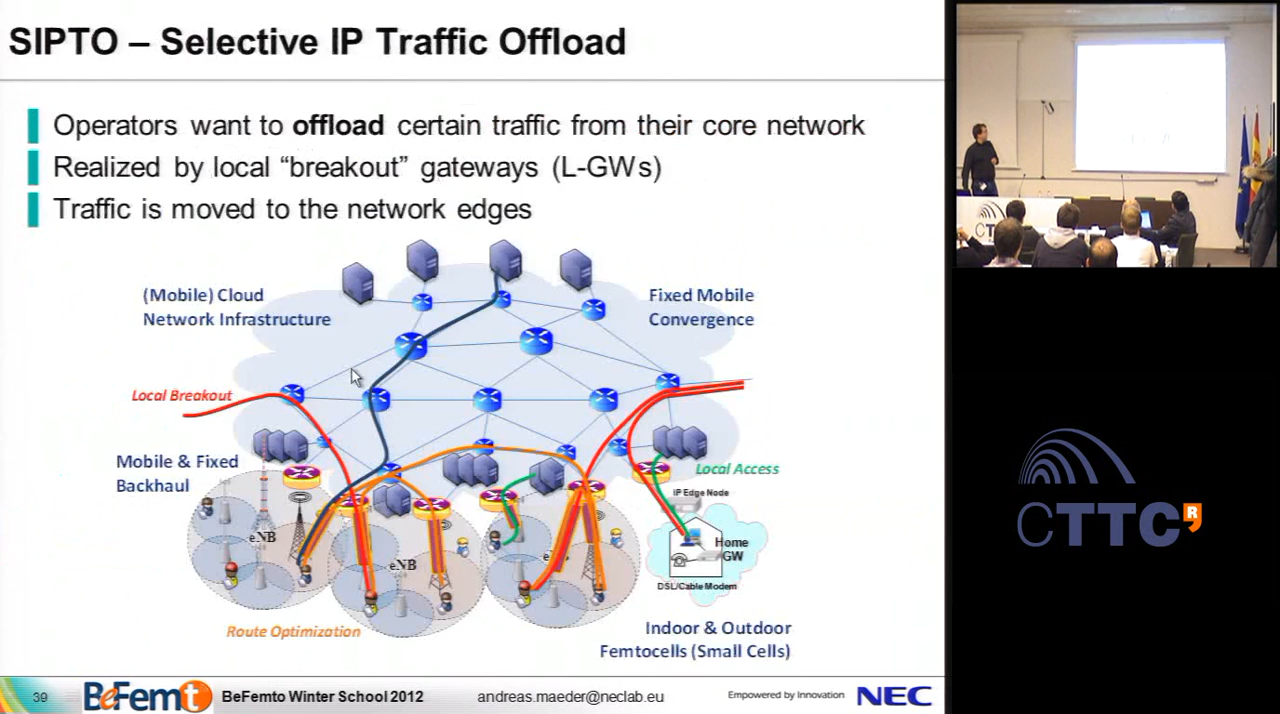 SIPTO – Selective IP Traffic Offload
Operators want to offload certain traffic from their core network
Realized by local “breakout” gateways (L-GWs)
Traffic is moved to the network edges
(Mobile) Cloud
Network Infrastructure
Fixed Mobile
Convergence
Local Breakout
Mobile & Fixed
Backhaul
Local Access
IP Edge Node
eNB
eNB
Home
GW
DSL/Cable Modem
Route Optimization
Indoor & Outdoor
Femtocells (Small Cells)
39
BeFemto
BeFemto Winter School 2012
andreas.maeder@neclab.eu
Empowered by Innovation
NEC
CTTC
CTTC R